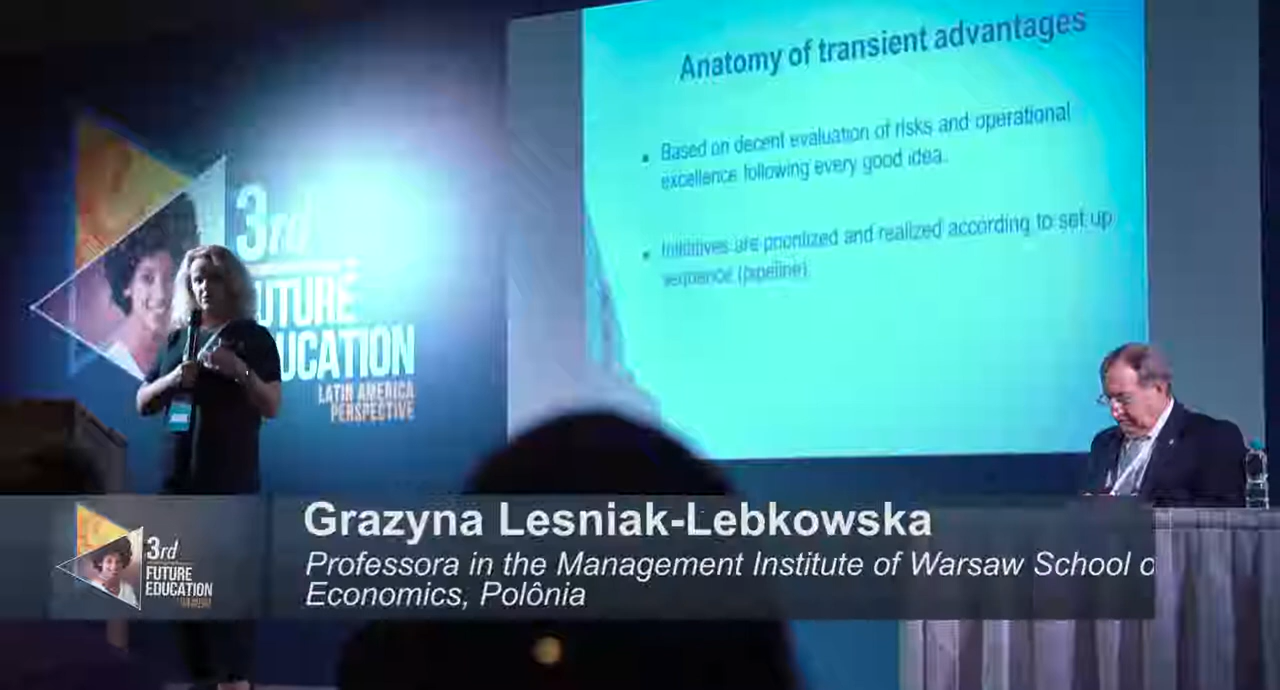 Anatomy of transient advantages
Based on decent evaluation of risks and operational
excellence following every good idea.
Initiatives are prioritized and realized according to set up
sequence (pipeline).
3rd
FUTURE
EDUCATION
LATIN AMERICA
PERSPECTIVE
Grazyna Lesniak-Lebkowska
Professora in the Management Institute of Warsaw School o
Economics, Polônia
3rd
FUTURE
EDUCATION